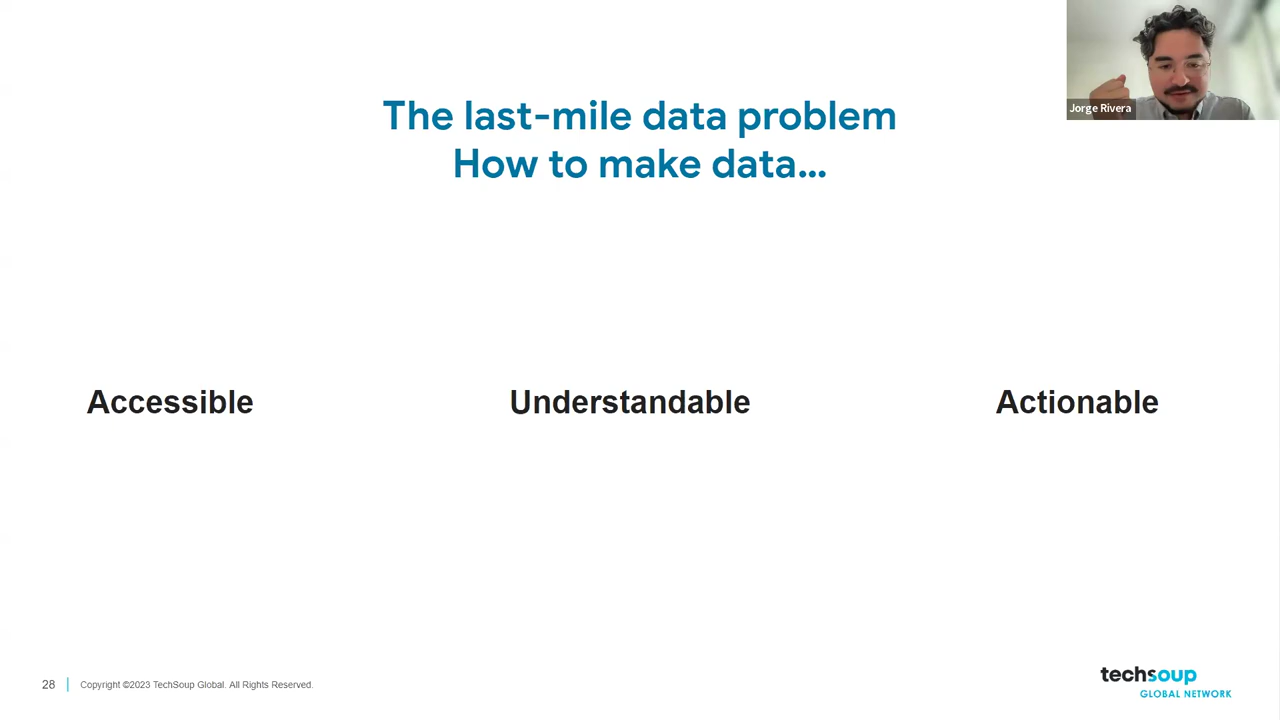 Jorge Rivera
The last-mile data problem
How to make data...
Accessible
Understandable
Actionable
28
Copyright ©2023 TechSoup Global. All Rights Reserved.
techsoup
GLOBAL NETWORK